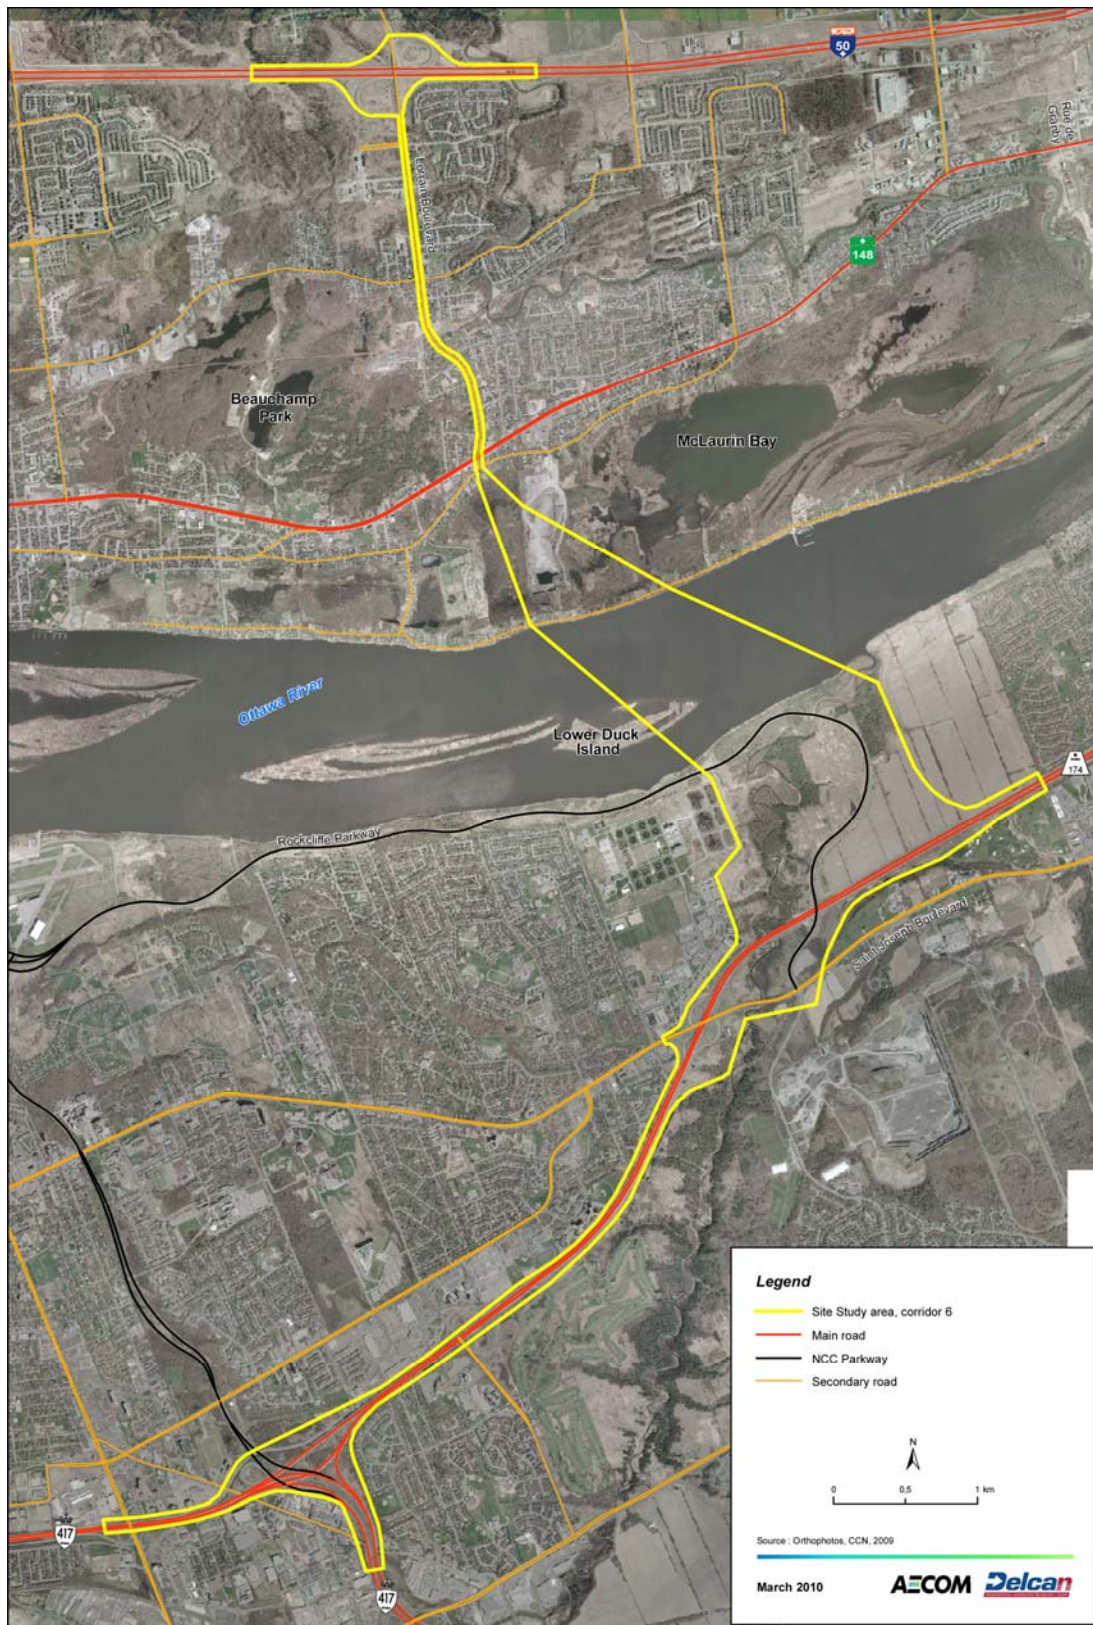 50
Rue de
Granby
Lorrain Boulevard
148
Beauchamp
Park
McLaurin Bay
Ottawa River
Lower Duck
Island
174
Rockcliffe Parkway
Saint-Joseph Boulevard
Legend
Site Study area, corridor 6
Main road
NCC Parkway
Secondary road
N
0 0,5 1 km
Source : Orthophotos, CCN, 2009
March 2010 AECOM Delcan
417
417